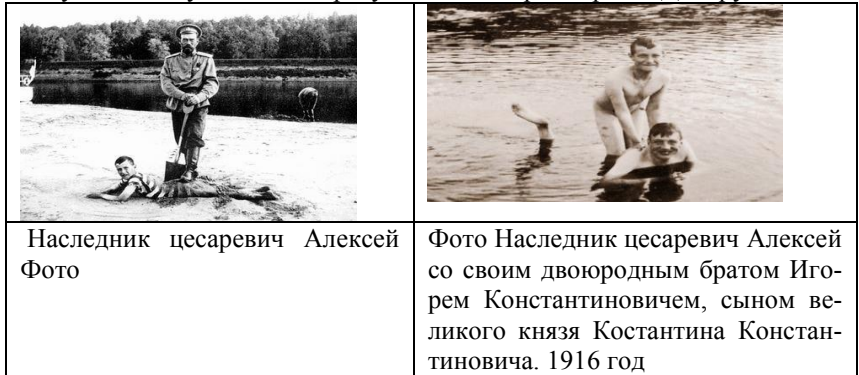 Наследник цесаревич Алексей
Фото
Фото Наследник цесаревич Алексей
со своим двоюродным братом Иго-
рем Константиновичем, сыном ве-
ликого князя Костантина Констан-
тиновича. 1916 год